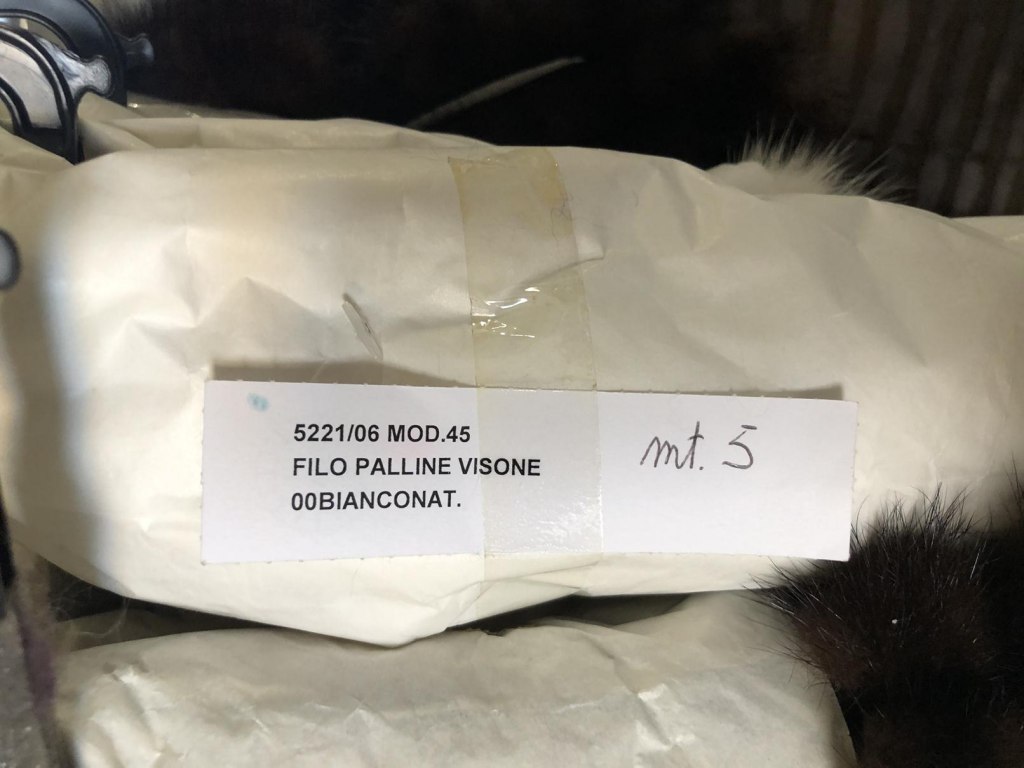 5221/06 MOD.45
FILO PALLINE VISONE
00BIANCONAT.
mt. 5